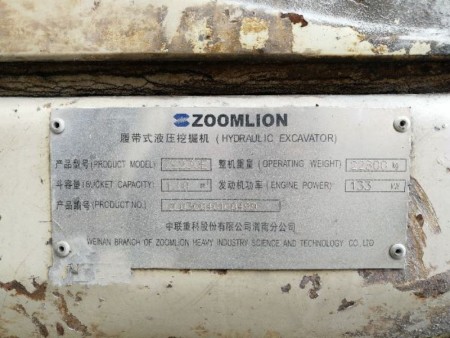 ZOOMLION
履带式液压挖掘机 (HYDRAULIC EXCAVATOR)
产品型号(PRODUCT MODEL) 整机重量(OPERATING WEIGHT) kg
斗容量(BUCKET CAPACITY) m³ 发动机功率(ENGINE POWER) 133 kW
产品编号(PRODUCT NO.)
中联重科股份有限公司渭南分公司
WEINAN BRANCH OF ZOOMLION HEAVY INDUSTRY SCIENCE AND TECHNOLOGY CO. LTD